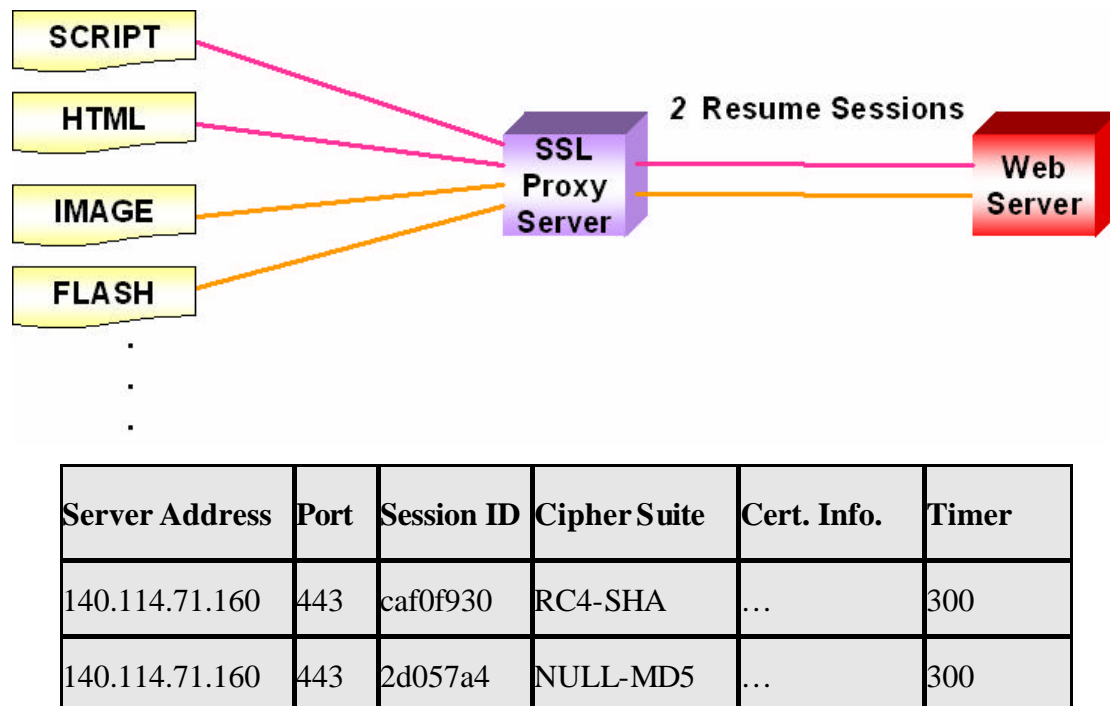 SCRIPT
HTML
IMAGE
FLASH
.
.
.
SSL
Proxy
Server
2 Resume Sessions
Web
Server
Server Address Port Session ID Cipher Suite Cert. Info. Timer
140.114.71.160 443 caf0f930 RC4-SHA … 300
140.114.71.160 443 2d057a4 NULL-MD5 … 300